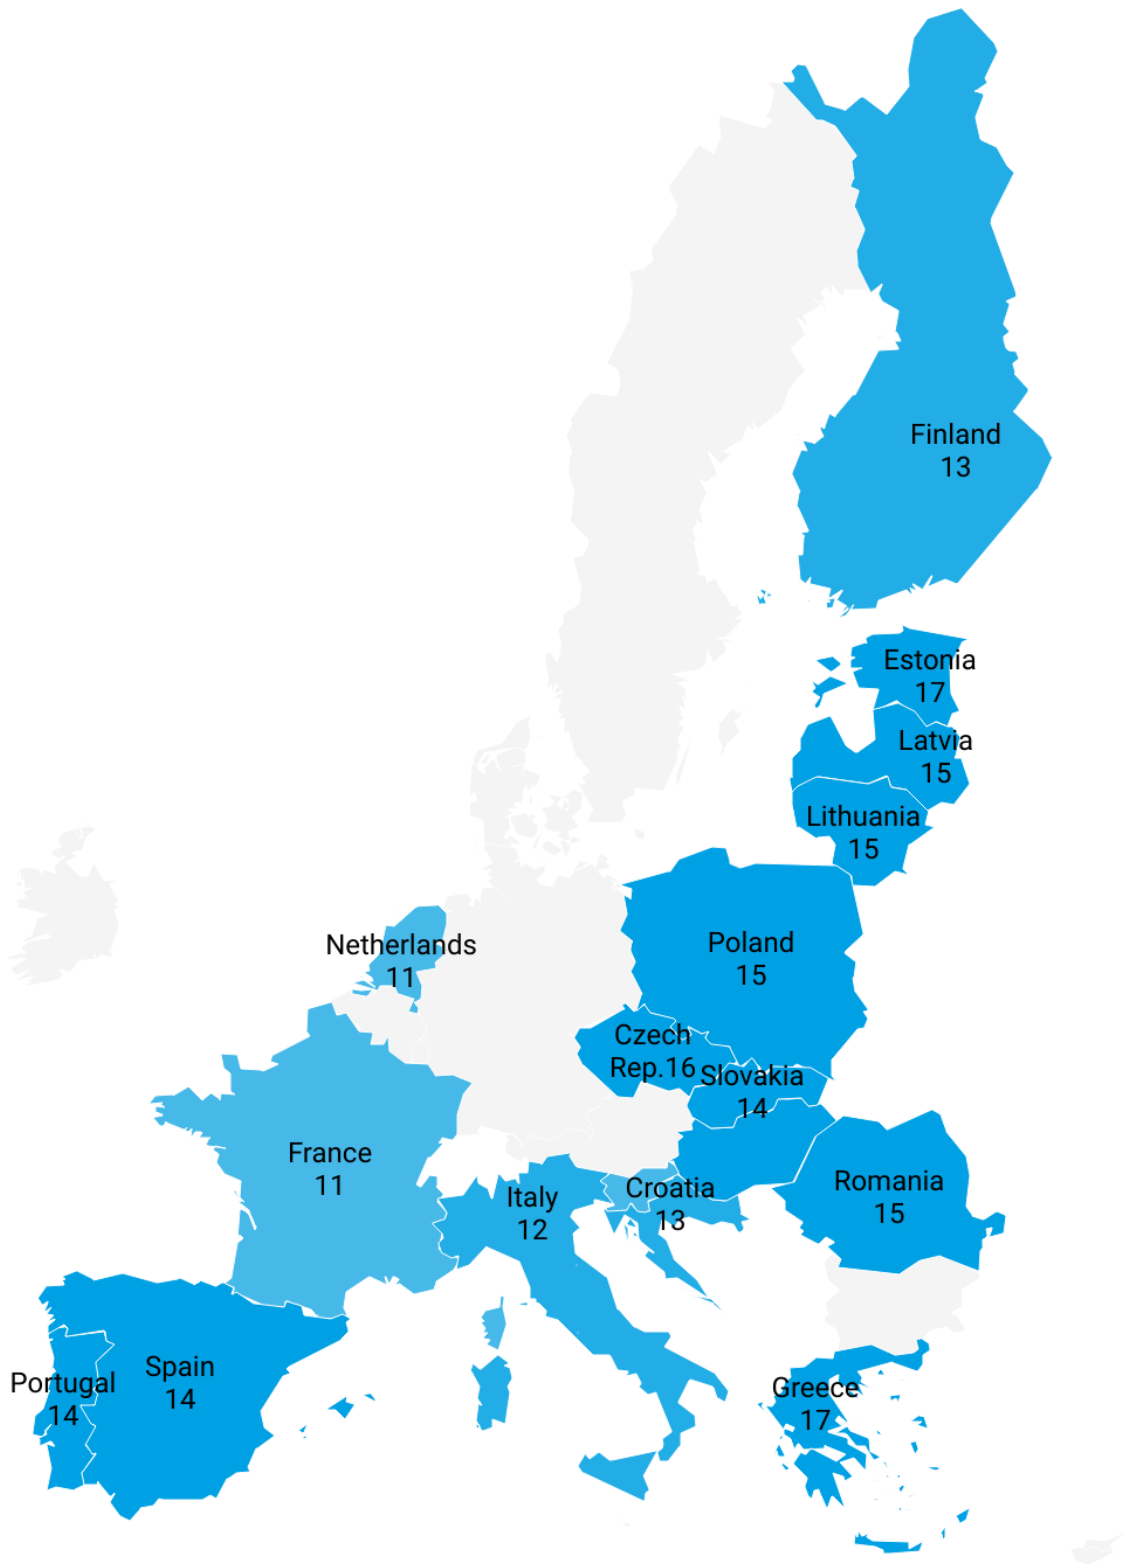 Finland
13
Estonia
17
Latvia
15
Lithuania
15
Poland
15
Netherlands
11
Czech
Rep.16
Slovakia
14
France
11
Italy
12
Croatia
13
Romania
15
Portugal
14
Spain
14
Greece
17